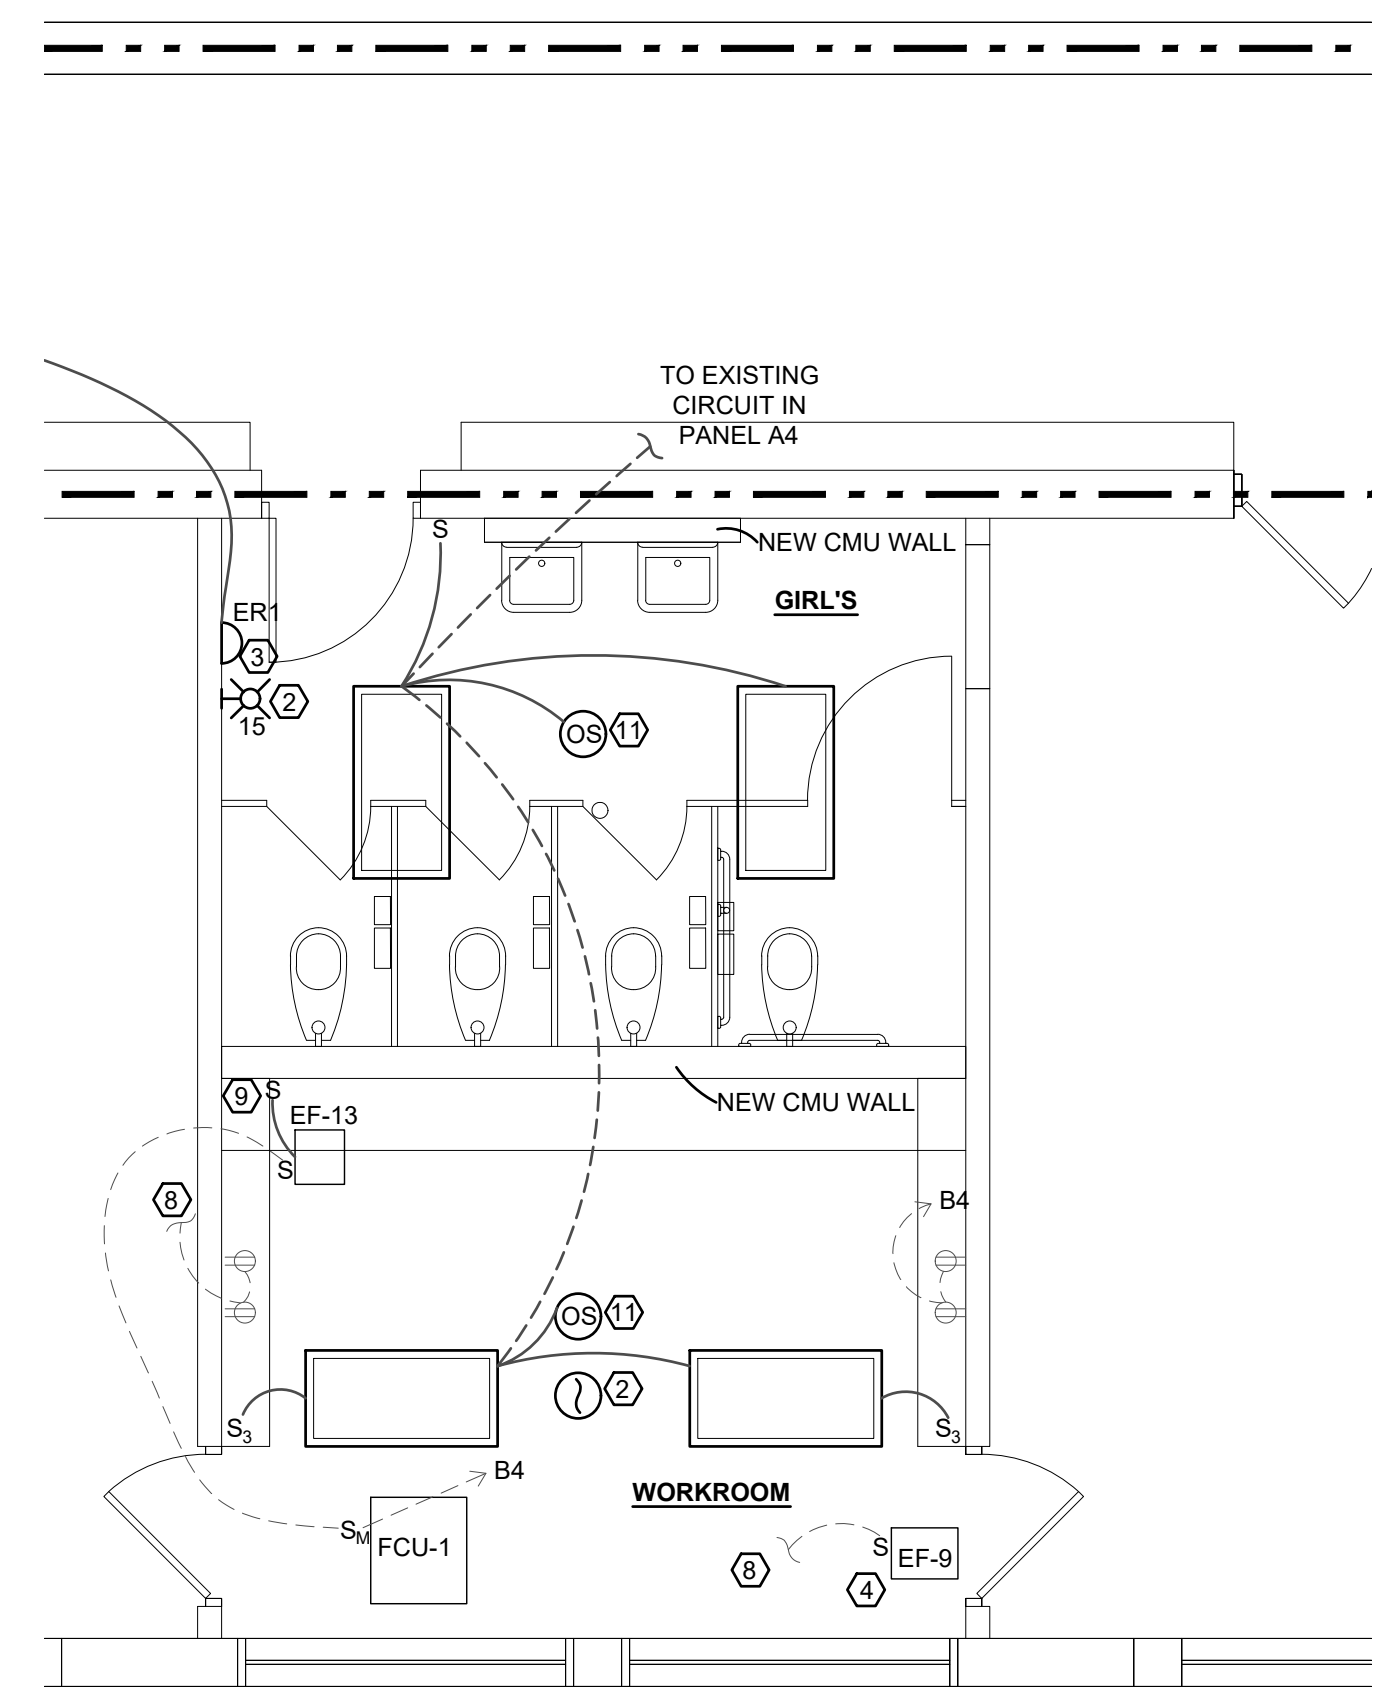 TO EXISTING
CIRCUIT IN
PANEL A4
S
NEW CMU WALL
GIRL'S
ER1
3
2
15
OS 11
9 S
EF-13
S
NEW CMU WALL
8
B4
OS 11
2
S3
S3
B4
WORKROOM
SM
FCU-1
S
EF-9
8
4